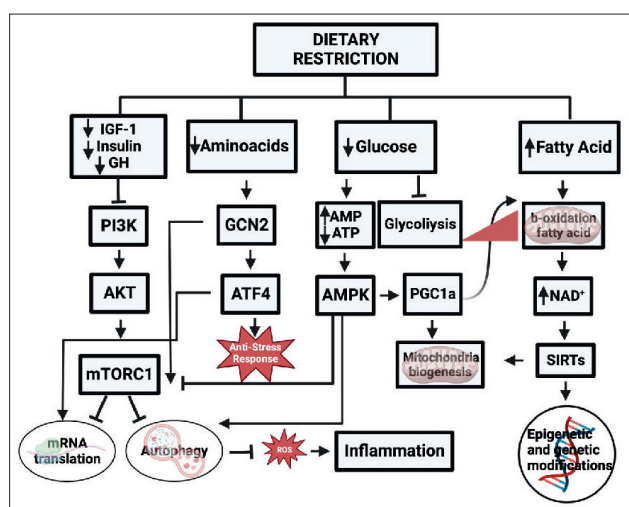 DIETARY
RESTRICTION
IGF-1
Insulin
GH
Aminoacids
Glucose
Fatty Acid
PI3K
GCN2
AMP
ATP
Glycoliysis
b-oxidation
fatty acid
AKT
ATF4
AMPK
PGC1a
NAD+
Anti-Stress
Response
mTORC1
Mitochondria
biogenesis
SIRTs
mRNA
translation
Autophagy
ROS
Inflammation
Epigenetic
and genetic
modifications